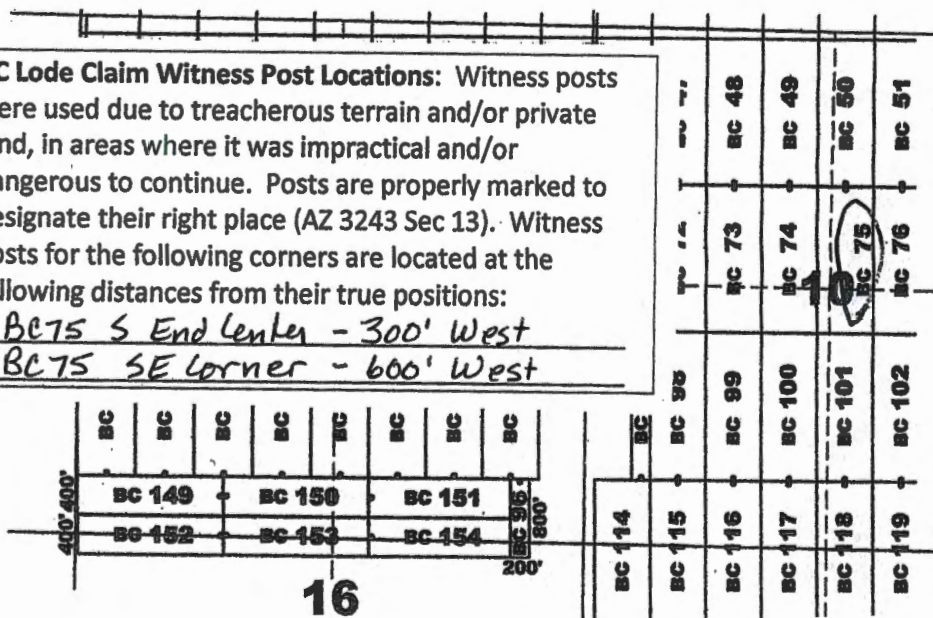 C Lode Claim Witness Post Locations: Witness posts
ere used due to treacherous terrain and/or private
nd, in areas where it was impractical and/or
angerous to continue. Posts are properly marked to
esignate their right place (AZ 3243 Sec 13). Witness
osts for the following corners are located at the
llowing distances from their true positions:
BC75 S End Center - 300' West
BC75 SE Corner - 600' West
BC 48
BC 49
BC 50
BC 51
BC 73
BC 74
BC 75
BC 76
10
98
BC 99
BC 100
BC 101
BC 102
BC
BC
BC
BC
BC
BC
BC
BC
BC
400'
400'
BC 149
BC 150
BC 151
BC 152
BC 153
BC 154
BC 96
800'
200'
16
BC 114
BC 115
BC 116
BC 117
BC 118
BC 119